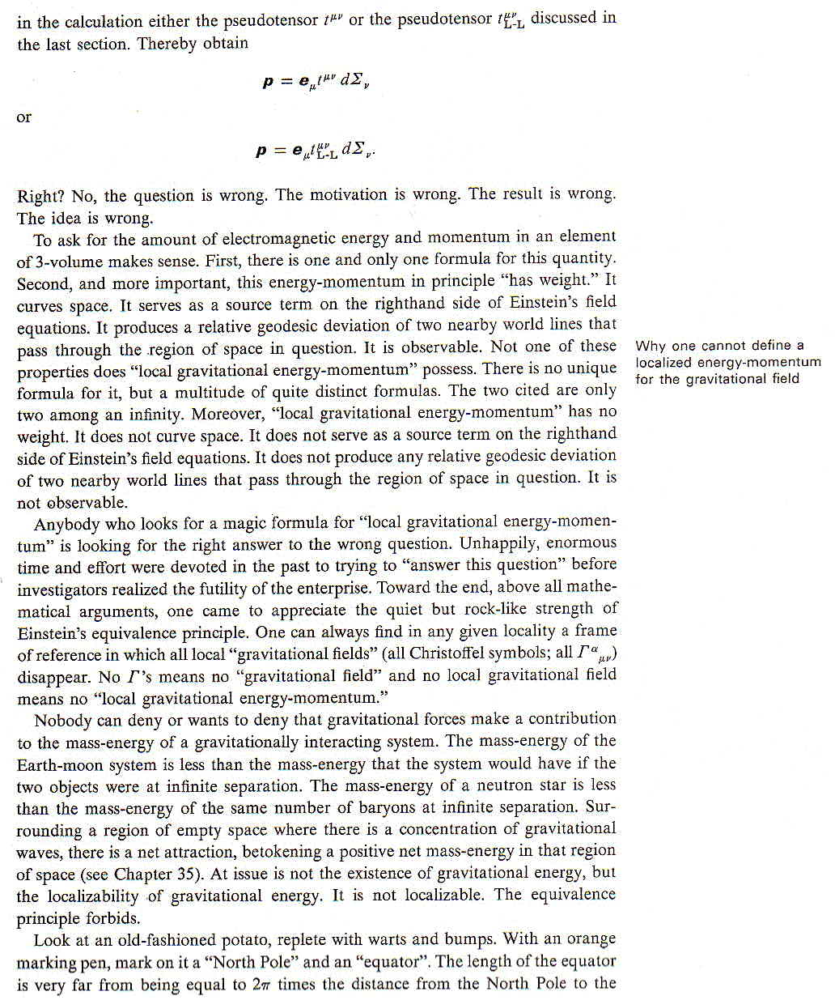 in the calculation either the pseudotensor t^μν or the pseudotensor t^μν_L-L discussed in
the last section. Thereby obtain
p = e_μ t^μν dΣ_ν,
or
p = e_μ t^μν_L-L dΣ_ν.
Right? No, the question is wrong. The motivation is wrong. The result is wrong.
The idea is wrong.
To ask for the amount of electromagnetic energy and momentum in an element
of 3-volume makes sense. First, there is one and only one formula for this quantity.
Second, and more important, this energy-momentum in principle “has weight.” It
curves space. It serves as a source term on the righthand side of Einstein’s field
equations. It produces a relative geodesic deviation of two nearby world lines that
pass through the region of space in question. It is observable. Not one of these
properties does “local gravitational energy-momentum” possess. There is no unique
formula for it, but a multitude of quite distinct formulas. The two cited are only
two among an infinity. Moreover, “local gravitational energy-momentum” has no
weight. It does not curve space. It does not serve as a source term on the righthand
side of Einstein’s field equations. It does not produce any relative geodesic deviation
of two nearby world lines that pass through the region of space in question. It is
not observable.
Why one cannot define a
localized energy-momentum
for the gravitational field
Anybody who looks for a magic formula for “local gravitational energy-momen-
tum” is looking for the right answer to the wrong question. Unhappily, enormous
time and effort were devoted in the past to trying to “answer this question” before
investigators realized the futility of the enterprise. Toward the end, above all mathe-
matical arguments, one came to appreciate the quiet but rock-like strength of
Einstein’s equivalence principle. One can always find in any given locality a frame
of reference in which all local “gravitational fields” (all Christoffel symbols; all Γ^α_μν)
disappear. No Γ’s means no “gravitational field” and no local gravitational field
means no “local gravitational energy-momentum.”
Nobody can deny or wants to deny that gravitational forces make a contribution
to the mass-energy of a gravitationally interacting system. The mass-energy of the
Earth-moon system is less than the mass-energy that the system would have if the
two objects were at infinite separation. The mass-energy of a neutron star is less
than the mass-energy of the same number of baryons at infinite separation. Sur-
rounding a region of empty space where there is a concentration of gravitational
waves, there is a net attraction, betokening a positive net mass-energy in that region
of space (see Chapter 35). At issue is not the existence of gravitational energy, but
the localizability of gravitational energy. It is not localizable. The equivalence
principle forbids.
Look at an old-fashioned potato, replete with warts and bumps. With an orange
marking pen, mark on it a “North Pole” and an “equator”. The length of the equator
is very far from being equal to 2π times the distance from the North Pole to the